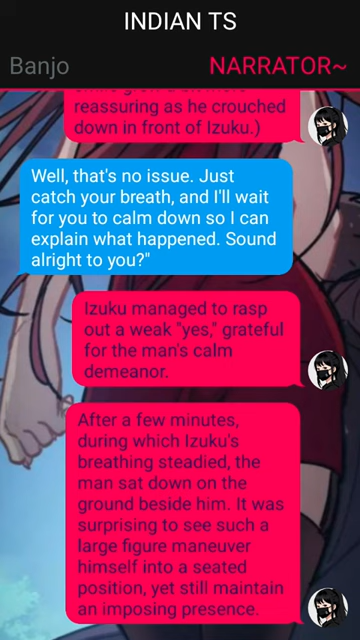 INDIAN TS
Banjo
NARRATOR~
reassuring as he crouched
down in front of Izuku.)
Well, that's no issue. Just
catch your breath, and I'll wait
for you to calm down so I can
explain what happened. Sound
alright to you?"
Izuku managed to rasp
out a weak "yes," grateful
for the man's calm
demeanor.
After a few minutes,
during which Izuku's
breathing steadied, the
man sat down on the
ground beside him. It was
surprising to see such a
large figure maneuver
himself into a seated
position, yet still maintain
an imposing presence.